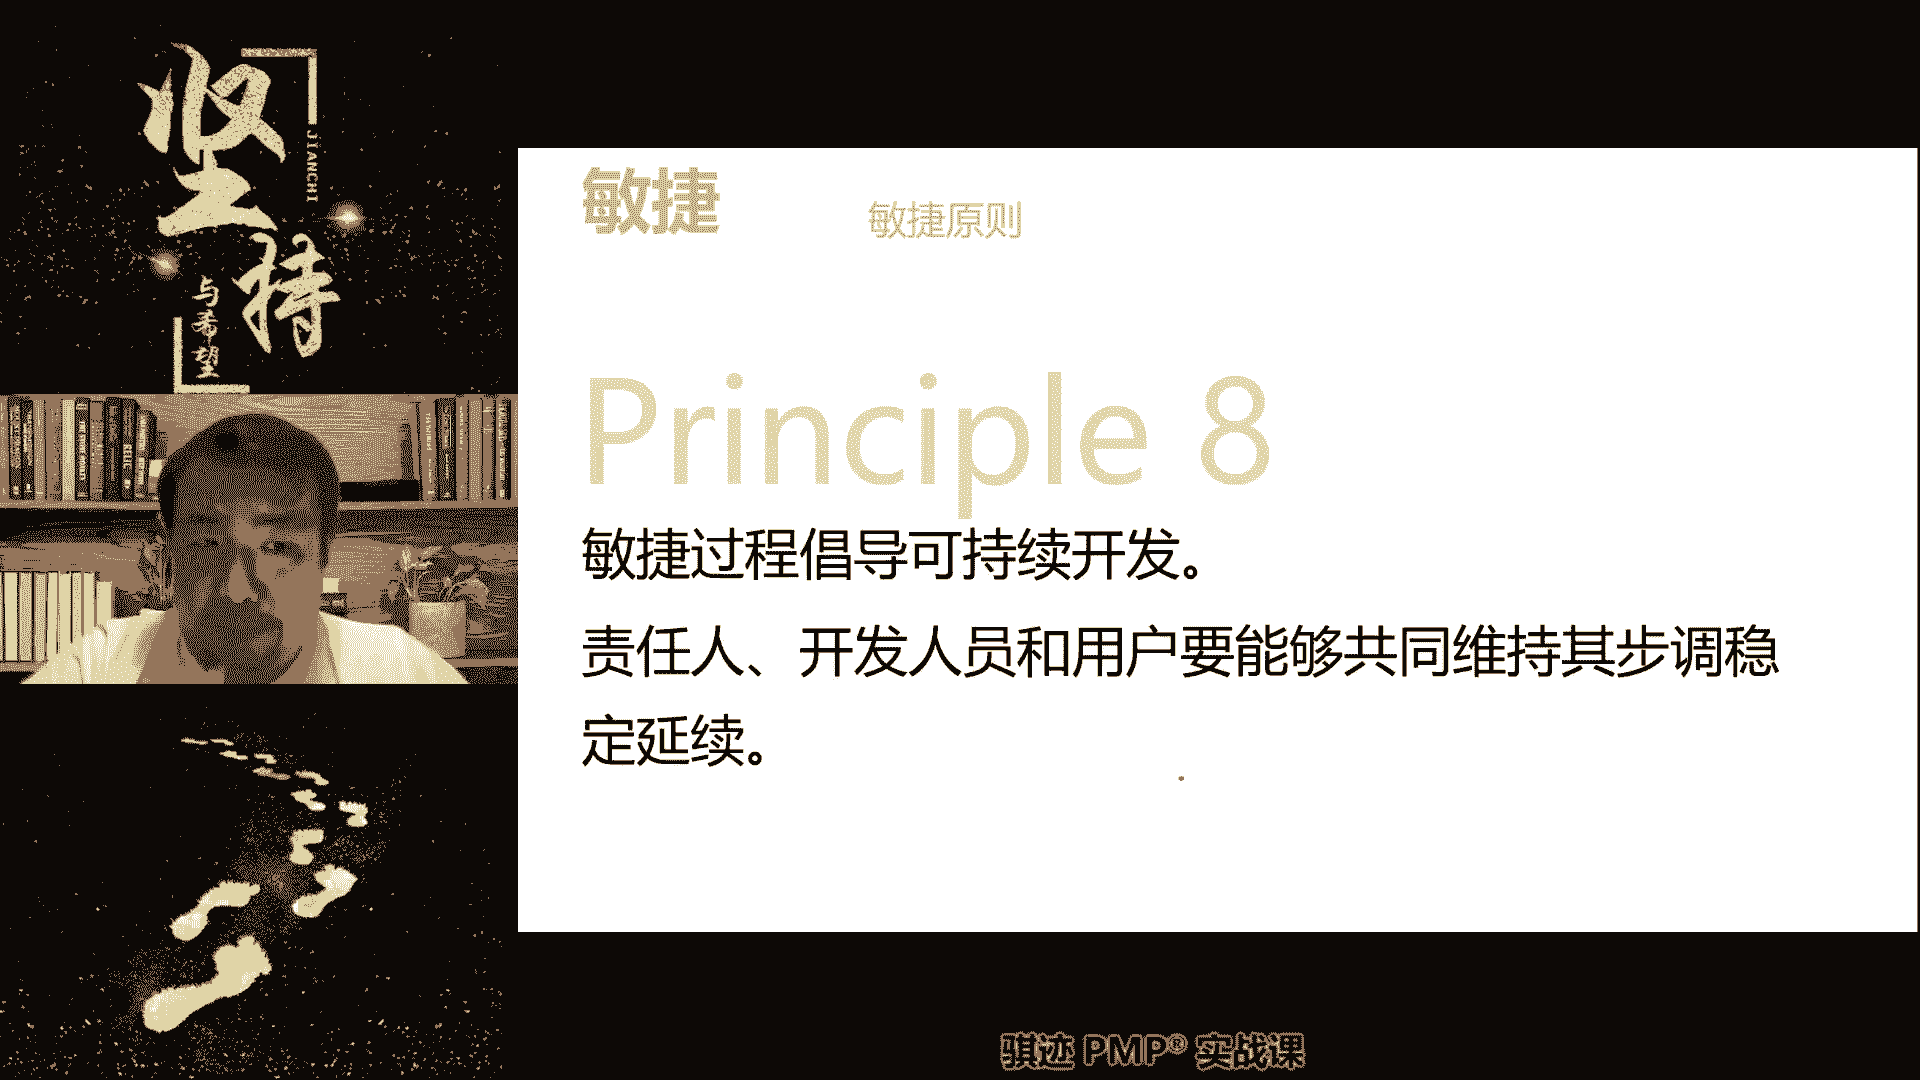 坚持
JIANCHI
与希望
敏捷
敏捷原则
Principle 8
敏捷过程倡导可持续开发。
责任人、开发人员和用户要能够共同维持其步调稳
定延续。
骐迹 PMP® 实战课